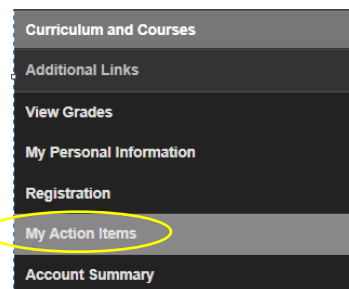 Curriculum and Courses
Additional Links
View Grades
My Personal Information
Registration
My Action Items
Account Summary